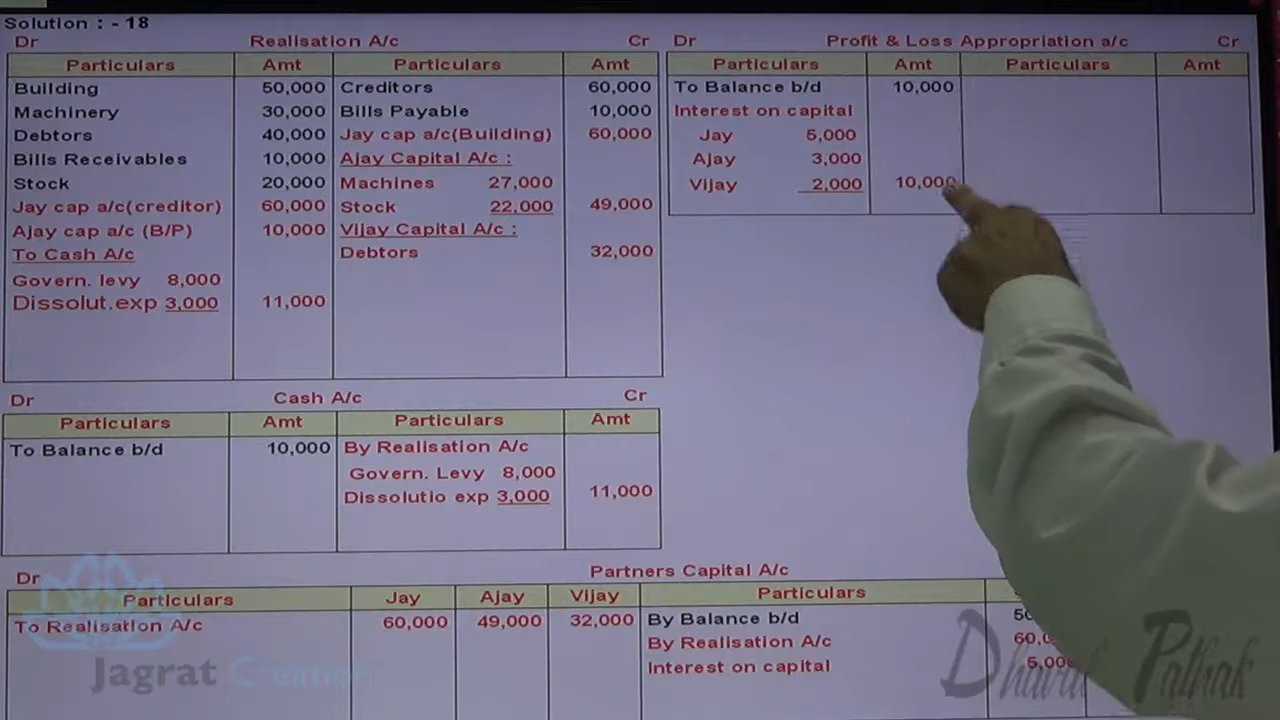 Solution : - 18
Dr Realisation A/c Cr
Particulars Amt Particulars Amt
Building 50,000 Creditors 60,000
Machinery 30,000 Bills Payable 10,000
Debtors 40,000 Jay cap a/c(Building) 60,000
Bills Receivables 10,000 Ajay Capital A/c :
Stock 20,000 Machines 27,000
Jay cap a/c(creditor) 60,000 Stock 22,000 49,000
Ajay cap a/c (B/P) 10,000 Vijay Capital A/c :
To Cash A/c Debtors 32,000
Govern. levy 8,000
Dissolut.exp 3,000 11,000
Dr Profit & Loss Appropriation a/c Cr
Particulars Amt Particulars Amt
To Balance b/d 10,000
Interest on capital
Jay 5,000
Ajay 3,000
Vijay 2,000 10,000
Dr Cash A/c Cr
Particulars Amt Particulars Amt
To Balance b/d 10,000 By Realisation A/c
Govern. Levy 8,000
Dissolutio exp 3,000 11,000
Dr Partners Capital A/c
Particulars Jay Ajay Vijay Particulars
To Realisation A/c 60,000 49,000 32,000 By Balance b/d
By Realisation A/c
Interest on capital 5,000
Jagrat Creation
Dhaval Pathak